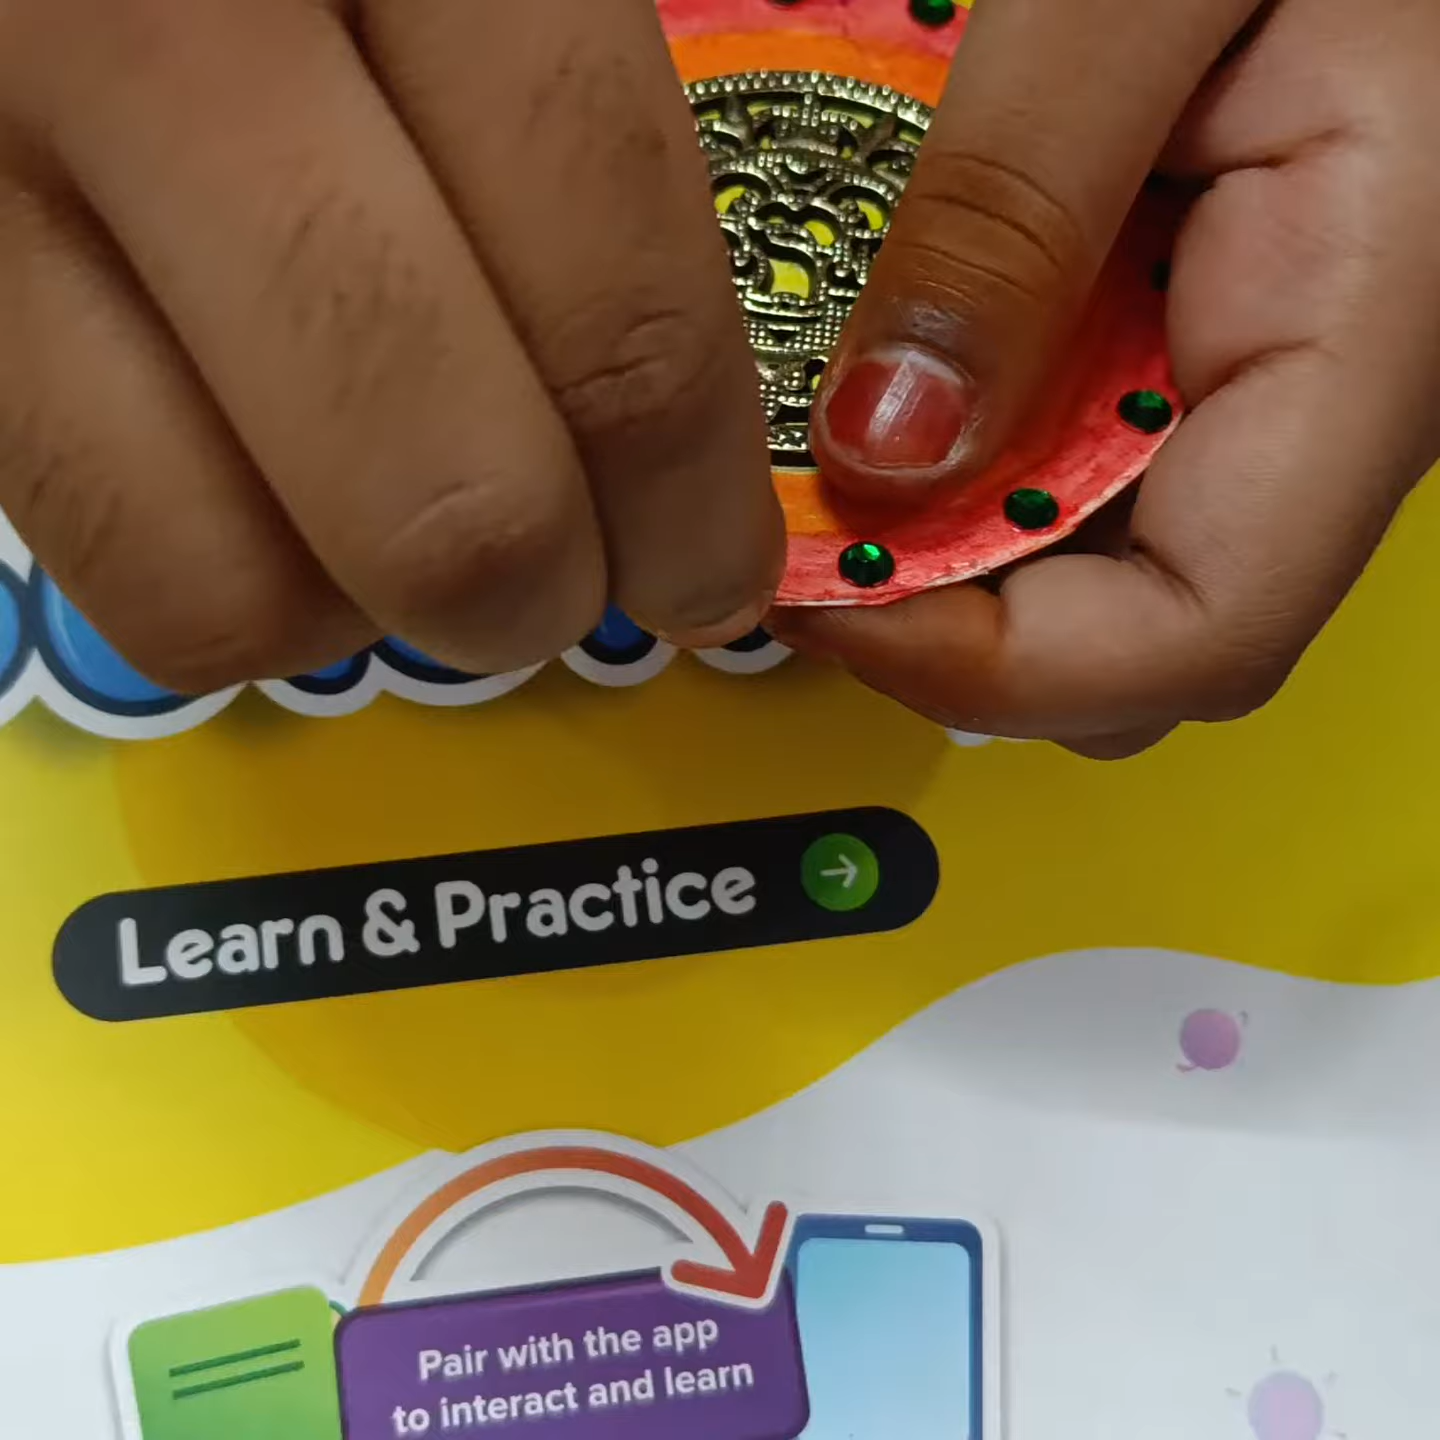 Learn & Practice
Pair with the app
to interact and learn